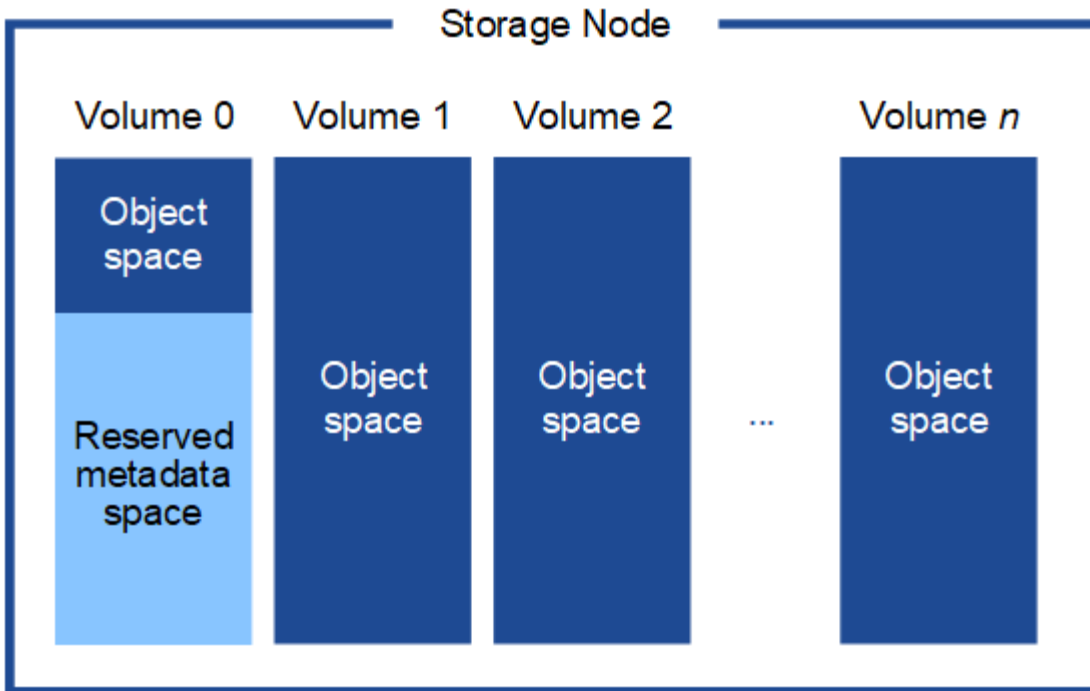 Storage Node
Volume 0
Volume 1
Volume 2
Volume n
Object
space
Reserved
metadata
space
Object
space
Object
space
...
Object
space